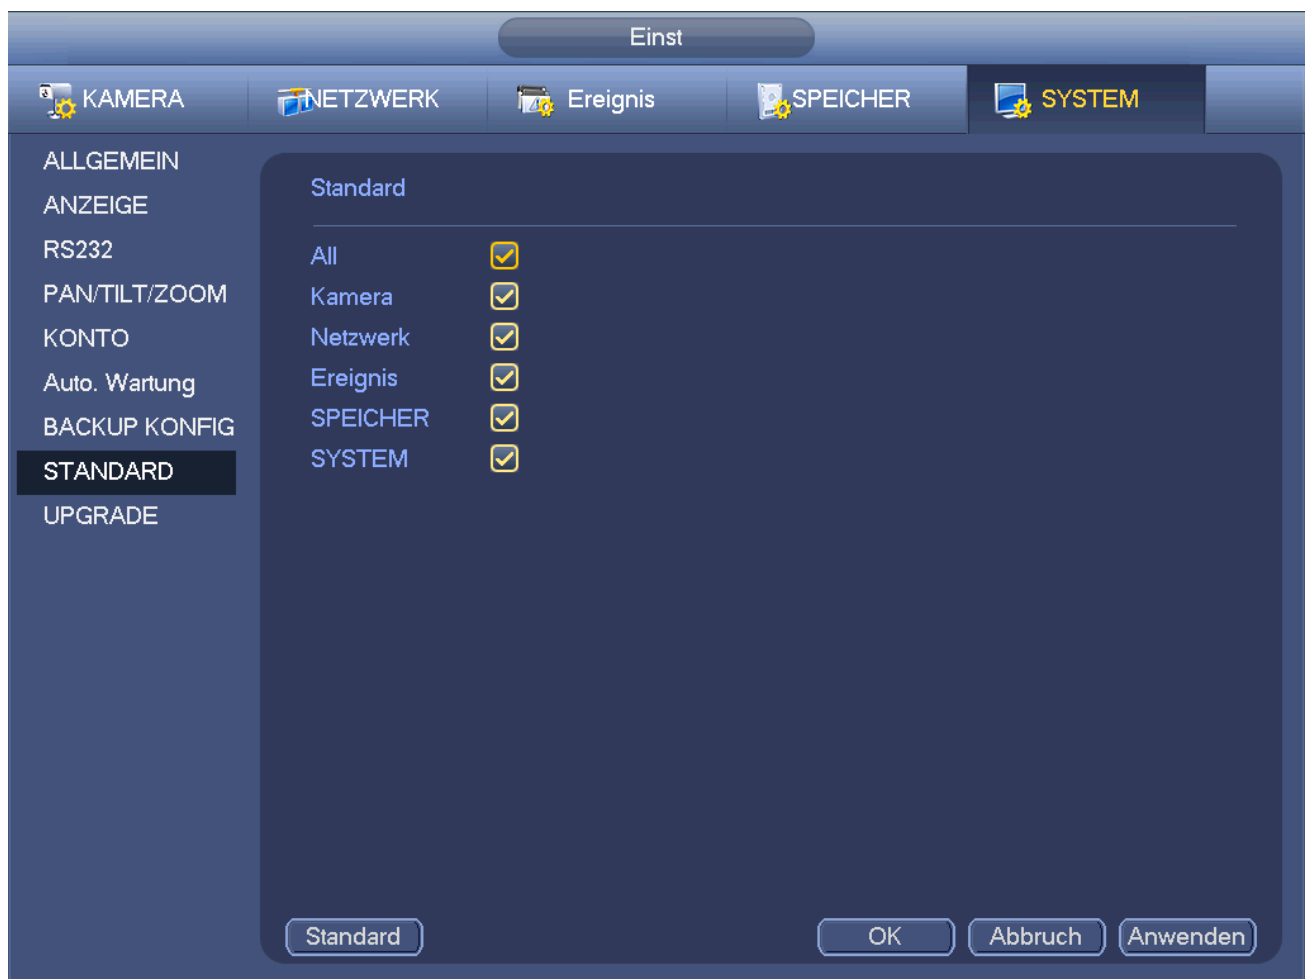 Einst
KAMERA NETZWERK Ereignis SPEICHER SYSTEM
ALLGEMEIN
ANZEIGE
RS232
PAN/TILT/ZOOM
KONTO
Auto. Wartung
BACKUP KONFIG
STANDARD
UPGRADE
Standard
All
Kamera
Netzwerk
Ereignis
SPEICHER
SYSTEM
Standard OK Abbruch Anwenden